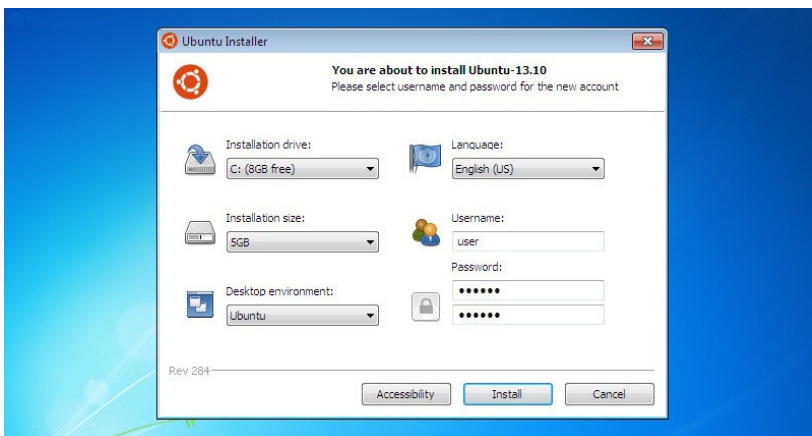 Ubuntu Installer
You are about to install Ubuntu-13.10
Please select username and password for the new account
Installation drive:
C: (8GB free)
Language:
English (US)
Installation size:
5GB
Username:
user
Password:
••••••
••••••
Desktop environment:
Ubuntu
Rev 284
Accessibility
Install
Cancel